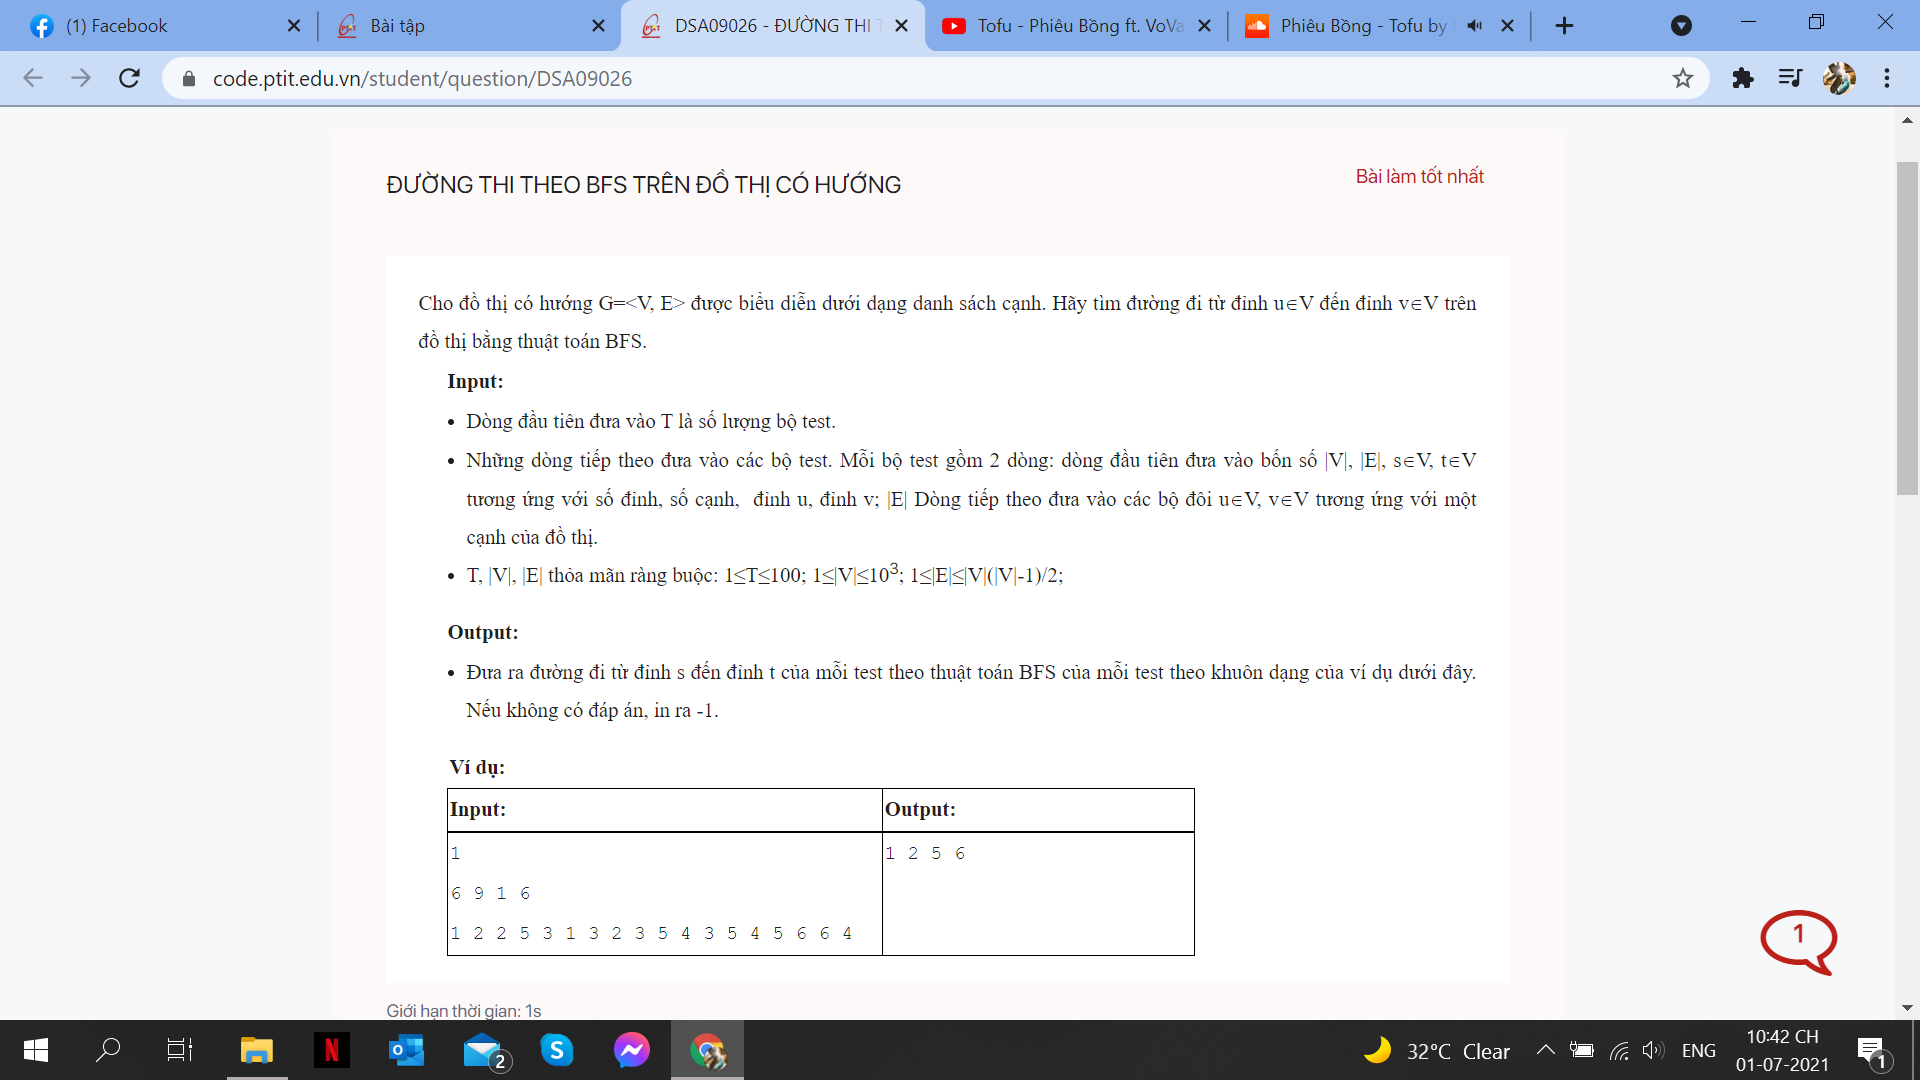 (1) Facebook
Bài tập
DSA09026 - ĐƯỜNG THI T
Tofu - Phiêu Bồng ft. VoVa
Phiêu Bồng - Tofu by
code.ptit.edu.vn/student/question/DSA09026
ĐƯỜNG THI THEO BFS TRÊN ĐỒ THỊ CÓ HƯỚNG
Bài làm tốt nhất
Cho đồ thị có hướng G=<V, E> được biểu diễn dưới dạng danh sách cạnh. Hãy tìm đường đi từ đỉnh u∈V đến đỉnh v∈V trên
đồ thị bằng thuật toán BFS.
Input:
• Dòng đầu tiên đưa vào T là số lượng bộ test.
• Những dòng tiếp theo đưa vào các bộ test. Mỗi bộ test gồm 2 dòng: dòng đầu tiên đưa vào bốn số |V|, |E|, s∈V, t∈V
tương ứng với số đỉnh, số cạnh, đỉnh u, đỉnh v; |E| Dòng tiếp theo đưa vào các bộ đôi u∈V, v∈V tương ứng với một
cạnh của đồ thị.
• T, |V|, |E| thỏa mãn ràng buộc: 1≤T≤100; 1≤|V|≤10³; 1≤|E|≤|V|(|V|-1)/2;
Output:
• Đưa ra đường đi từ đỉnh s đến đỉnh t của mỗi test theo thuật toán BFS của mỗi test theo khuôn dạng của ví dụ dưới đây.
Nếu không có đáp án, in ra -1.
Ví dụ:
Input:
Output:
1
1 2 5 6
6 9 1 6
1 2 2 5 3 1 3 2 3 5 4 3 5 4 5 6 6 4
1
Giới hạn thời gian: 1s
2
32°C Clear
ENG
10:42 CH
01-07-2021
1